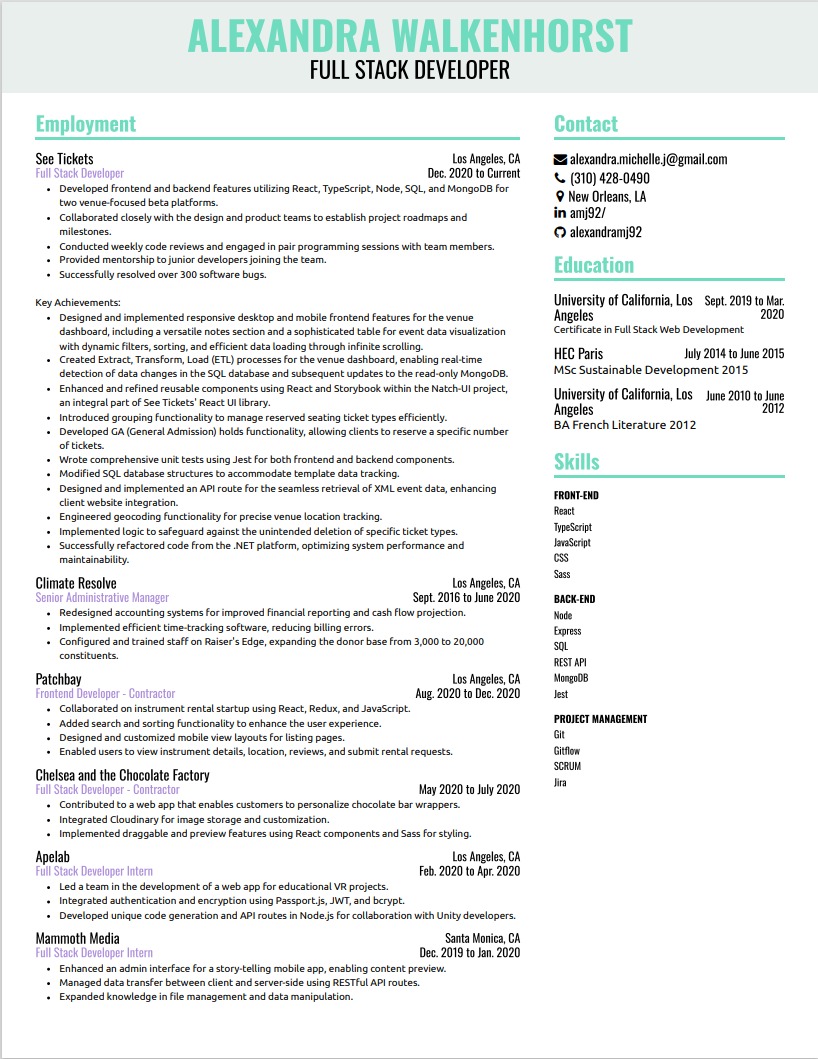 ALEXANDRA WALKENHORST
FULL STACK DEVELOPER
Employment
See Tickets Los Angeles, CA
Full Stack Developer Dec. 2020 to Current
• Developed frontend and backend features utilizing React, TypeScript, Node, SQL, and MongoDB for
two venue-focused beta platforms.
• Collaborated closely with the design and product teams to establish project roadmaps and
milestones.
• Conducted weekly code reviews and engaged in pair programming sessions with team members.
• Provided mentorship to junior developers joining the team.
• Successfully resolved over 300 software bugs.
Key Achievements:
• Designed and implemented responsive desktop and mobile frontend features for the venue
dashboard, including a versatile notes section and a sophisticated table for event data visualization
with dynamic filters, sorting, and efficient data loading through infinite scrolling.
• Created Extract, Transform, Load (ETL) processes for the venue dashboard, enabling real-time
detection of data changes in the SQL database and subsequent updates to the read-only MongoDB.
• Enhanced and refined reusable components using React and Storybook within the Natch-UI project,
an integral part of See Tickets' React UI library.
• Introduced grouping functionality to manage reserved seating ticket types efficiently.
• Developed GA (General Admission) holds functionality, allowing clients to reserve a specific number
of tickets.
• Wrote comprehensive unit tests using Jest for both frontend and backend components.
• Modified SQL database structures to accommodate template data tracking.
• Designed and implemented an API route for the seamless retrieval of XML event data, enhancing
client website integration.
• Engineered geocoding functionality for precise venue location tracking.
• Implemented logic to safeguard against the unintended deletion of specific ticket types.
• Successfully refactored code from the .NET platform, optimizing system performance and
maintainability.
Climate Resolve Los Angeles, CA
Senior Administrative Manager Sept. 2016 to June 2020
• Redesigned accounting systems for improved financial reporting and cash flow projection.
• Implemented efficient time-tracking software, reducing billing errors.
• Configured and trained staff on Raiser's Edge, expanding the donor base from 3,000 to 20,000
constituents.
Patchbay Los Angeles, CA
Frontend Developer - Contractor Aug. 2020 to Dec. 2020
• Collaborated on instrument rental startup using React, Redux, and JavaScript.
• Added search and sorting functionality to enhance the user experience.
• Designed and customized mobile view layouts for listing pages.
• Enabled users to view instrument details, location, reviews, and submit rental requests.
Chelsea and the Chocolate Factory
Full Stack Developer - Contractor May 2020 to July 2020
• Contributed to a web app that enables customers to personalize chocolate bar wrappers.
• Integrated Cloudinary for image storage and customization.
• Implemented draggable and preview features using React components and Sass for styling.
Apelab Los Angeles, CA
Full Stack Developer Intern Feb. 2020 to Apr. 2020
• Led a team in the development of a web app for educational VR projects.
• Integrated authentication and encryption using Passport.js, JWT, and bcrypt.
• Developed unique code generation and API routes in Node.js for collaboration with Unity developers.
Mammoth Media Santa Monica, CA
Full Stack Developer Intern Dec. 2019 to Jan. 2020
• Enhanced an admin interface for a story-telling mobile app, enabling content preview.
• Managed data transfer between client and server-side using RESTful API routes.
• Expanded knowledge in file management and data manipulation.
Contact
alexandra.michelle.j@gmail.com
(310) 428-0490
New Orleans, LA
amj92/
alexandramj92
Education
University of California, Los Sept. 2019 to Mar.
Angeles 2020
Certificate in Full Stack Web Development
HEC Paris July 2014 to June 2015
MSc Sustainable Development 2015
University of California, Los June 2010 to June
Angeles 2012
BA French Literature 2012
Skills
FRONT-END
React
TypeScript
JavaScript
CSS
Sass
BACK-END
Node
Express
SQL
REST API
MongoDB
Jest
PROJECT MANAGEMENT
Git
Gitflow
SCRUM
Jira